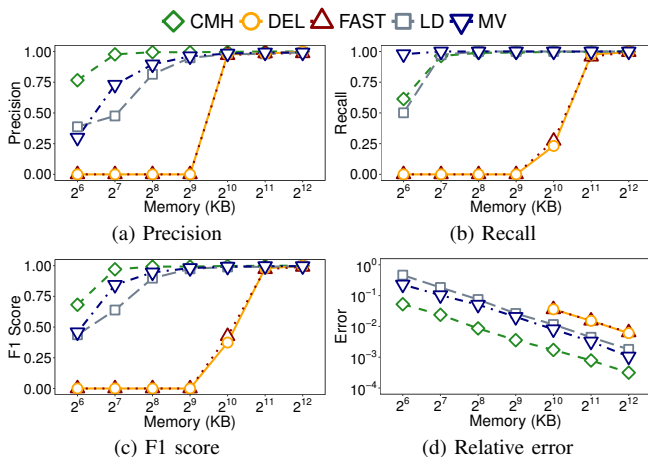 CMH DEL FAST LD MV
1.00
0.75
0.50
0.25
0.00
Precision
2^6 2^7 2^8 2^9 2^10 2^11 2^12
Memory (KB)
(a) Precision
1.00
0.75
0.50
0.25
0.00
Recall
2^6 2^7 2^8 2^9 2^10 2^11 2^12
Memory (KB)
(b) Recall
1.00
0.75
0.50
0.25
0.00
F1 Score
2^6 2^7 2^8 2^9 2^10 2^11 2^12
Memory (KB)
(c) F1 score
10^0
10^-1
10^-2
10^-3
10^-4
Error
2^6 2^7 2^8 2^9 2^10 2^11 2^12
Memory (KB)
(d) Relative error